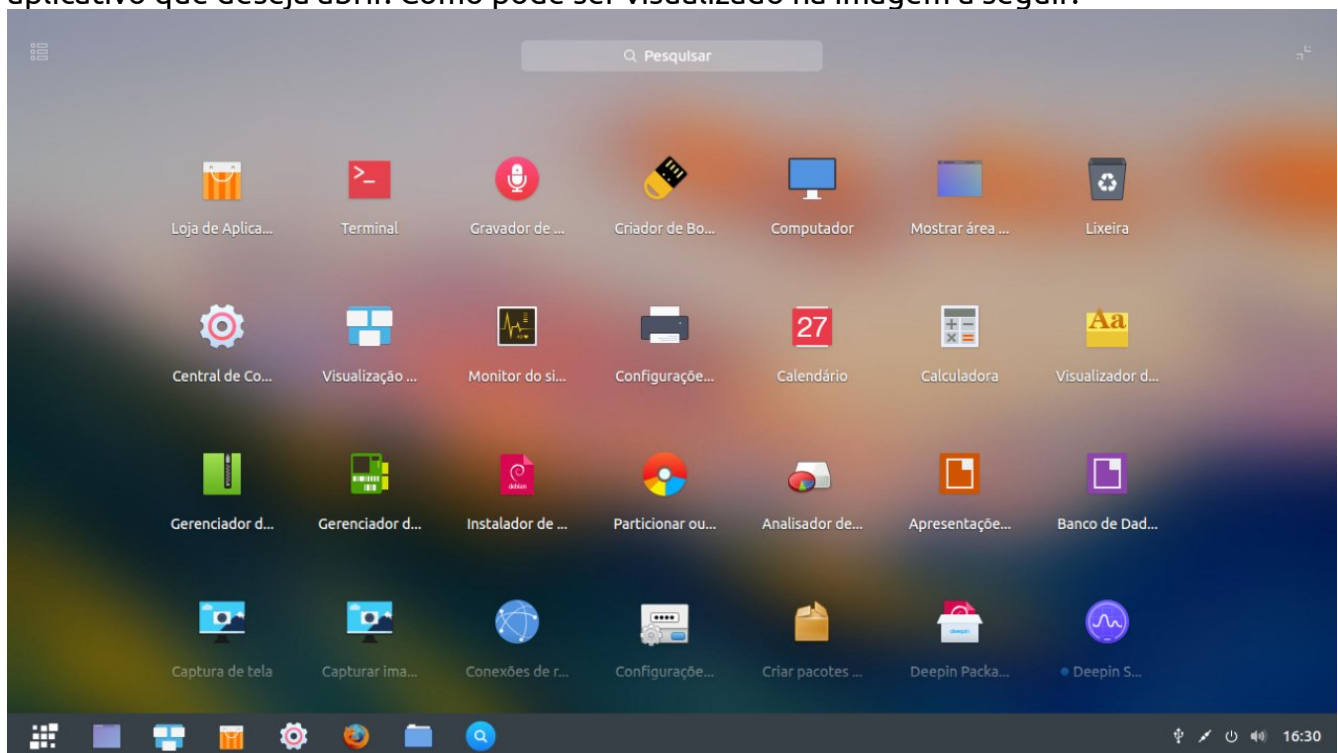 aplicativo que deseja abrir. Como pode ser visualizado na imagem a seguir:
Pesquisar
Loja de Aplica... Terminal Gravador de ... Criador de Bo... Computador Mostrar área ... Lixeira
27 Aa
Central de Co... Visualização ... Monitor do si... Configuraçõe... Calendário Calculadora Visualizador d...
debian
Gerenciador d... Gerenciador d... Instalador de ... Particionar ou... Analisador de... Apresentaçõe... Banco de Dad...
deepin
Captura de tela Capturar ima... Conexões de r... Configuraçõe... Criar pacotes ... Deepin Packa... Deepin S...
16:30